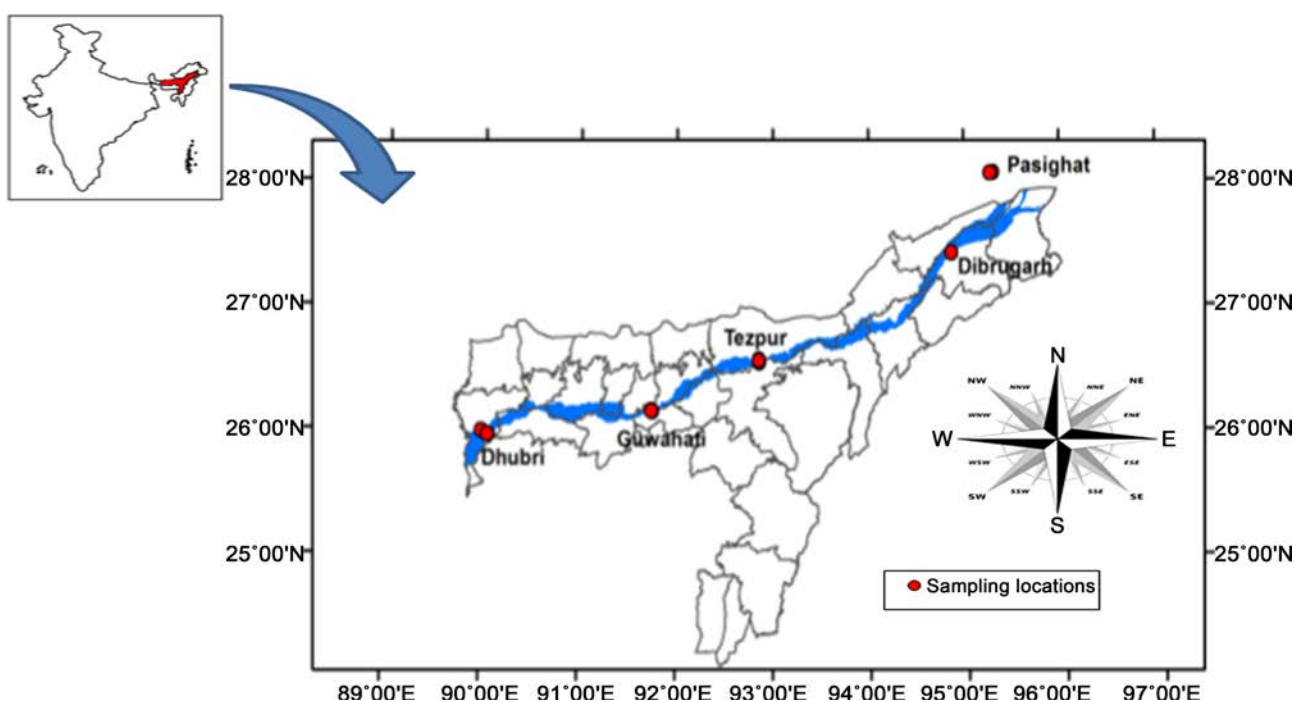 28°00'N
28°00'N
Pasighat
Dibrugarh
27°00'N
27°00'N
Tezpur
26°00'N
26°00'N
Guwahati
Dhubri
N
NNW
NNE
NW
NE
WNW
ENE
W
E
WSW
ESE
SW
SE
SSW
SSE
S
25°00'N
25°00'N
Sampling locations
89°00'E 90°00'E 91°00'E 92°00'E 93°00'E 94°00'E 95°00'E 96°00'E 97°00'E